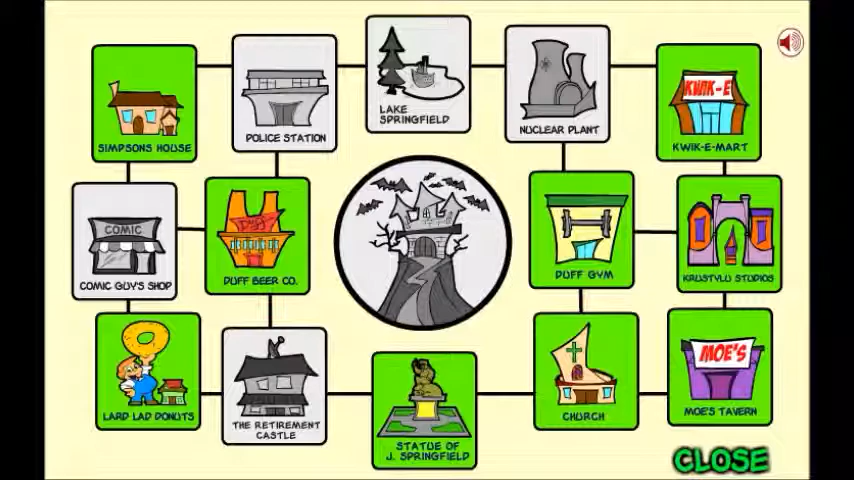 LAKE
SPRINGFIELD
SIMPSONS HOUSE
POLICE STATION
NUCLEAR PLANT
KWIK-E
KWIK-E-MART
COMIC
COMIC GUY'S SHOP
DUFF
DUFF BEER CO.
DUFF GYM
KRUSTYLU STUDIOS
LARD LAD DONUTS
THE RETIREMENT
CASTLE
STATUE OF
J. SPRINGFIELD
CHURCH
MOE'S
MOE'S TAVERN
CLOSE